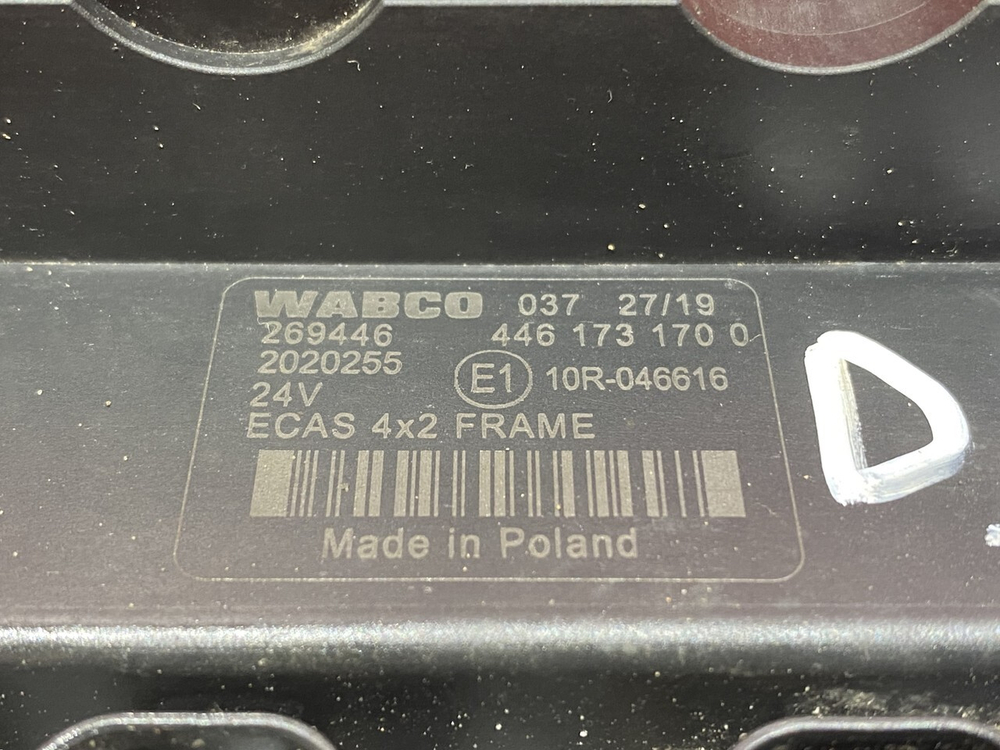 WABCO 037 27/19
269446 446 173 170 0
2020255
24V E1 10R-046616
ECAS 4x2 FRAME
Made in Poland
D